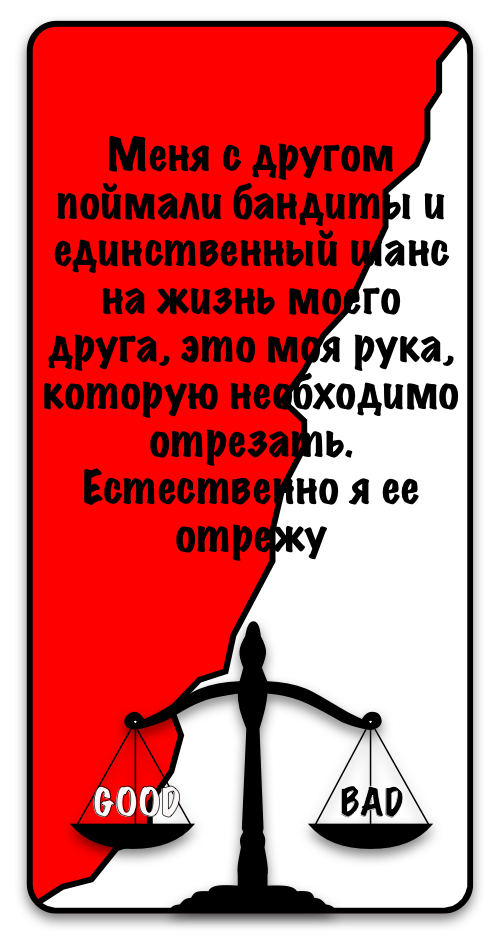 Меня с другом
поймали бандиты и
единственный шанс
на жизнь моего
друга, это моя рука,
которую необходимо
отрезать.
Естественно я ее
отрежу
GOOD
BAD